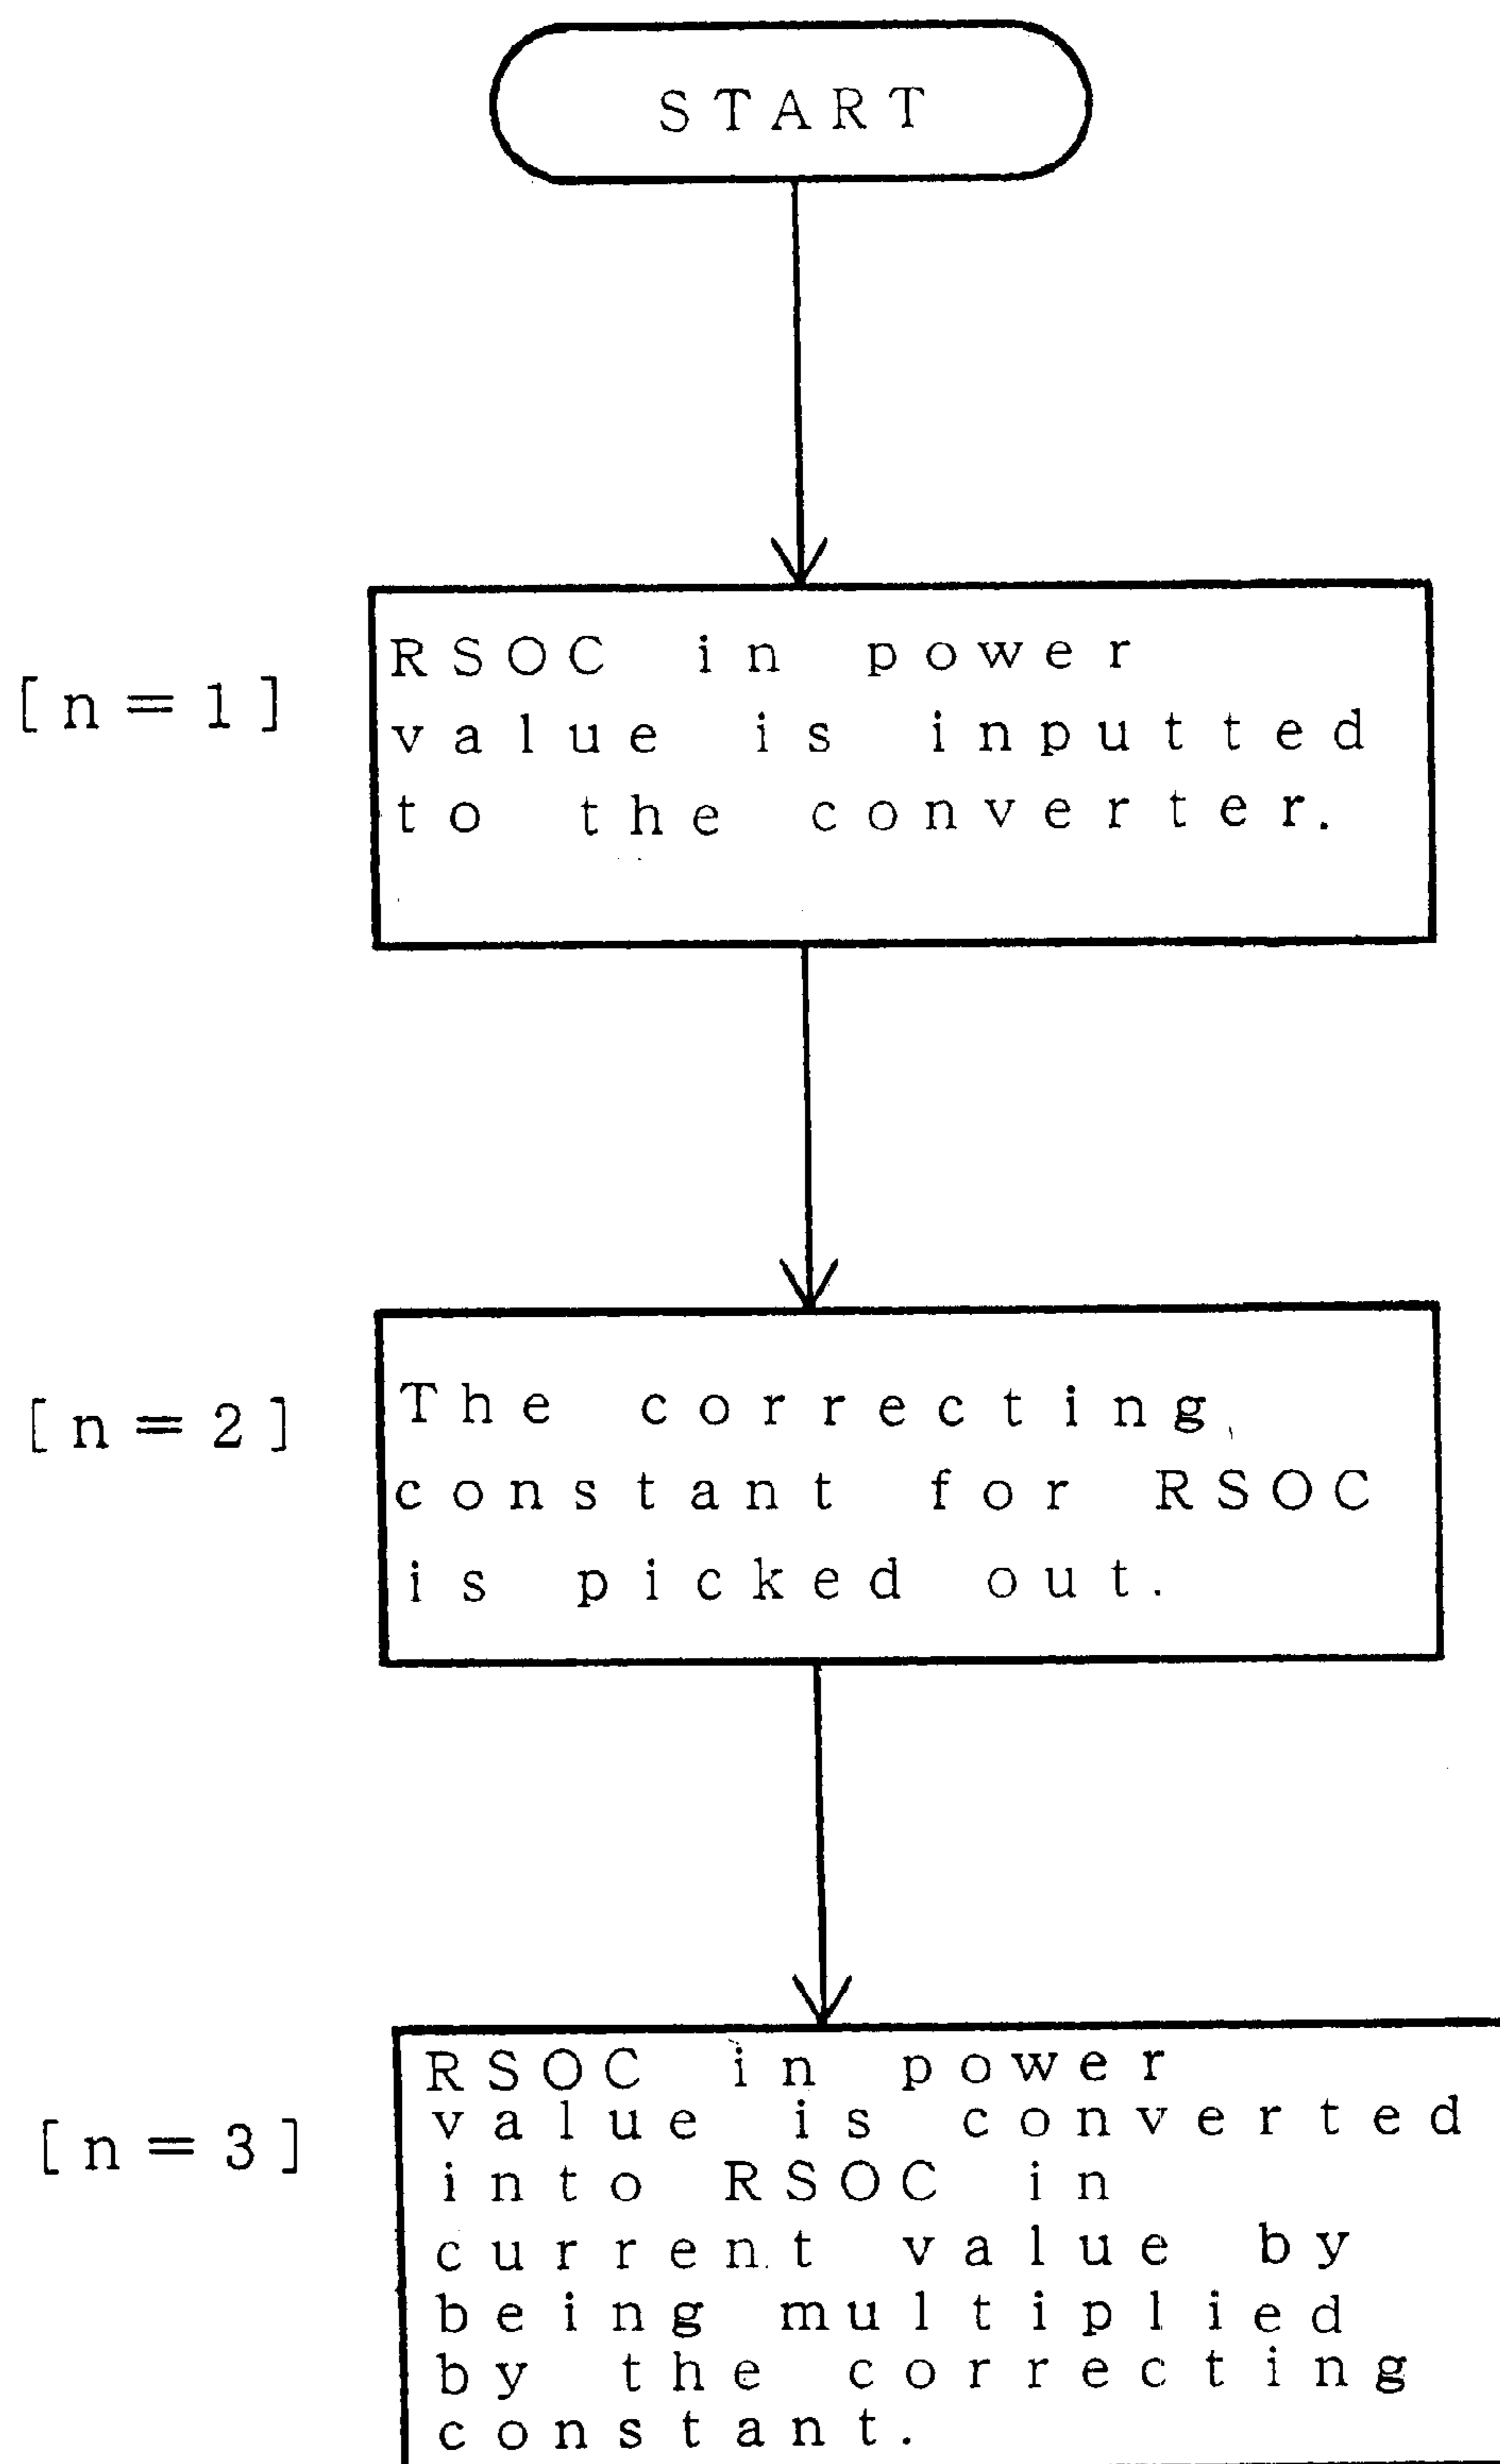 START
[n=1]
RSOC in power
value is inputted
to the converter.
[n=2]
The correcting
constant for RSOC
is picked out.
[n=3]
RSOC in power
value is converted
into RSOC in
current value by
being multiplied
by the correcting
constant.